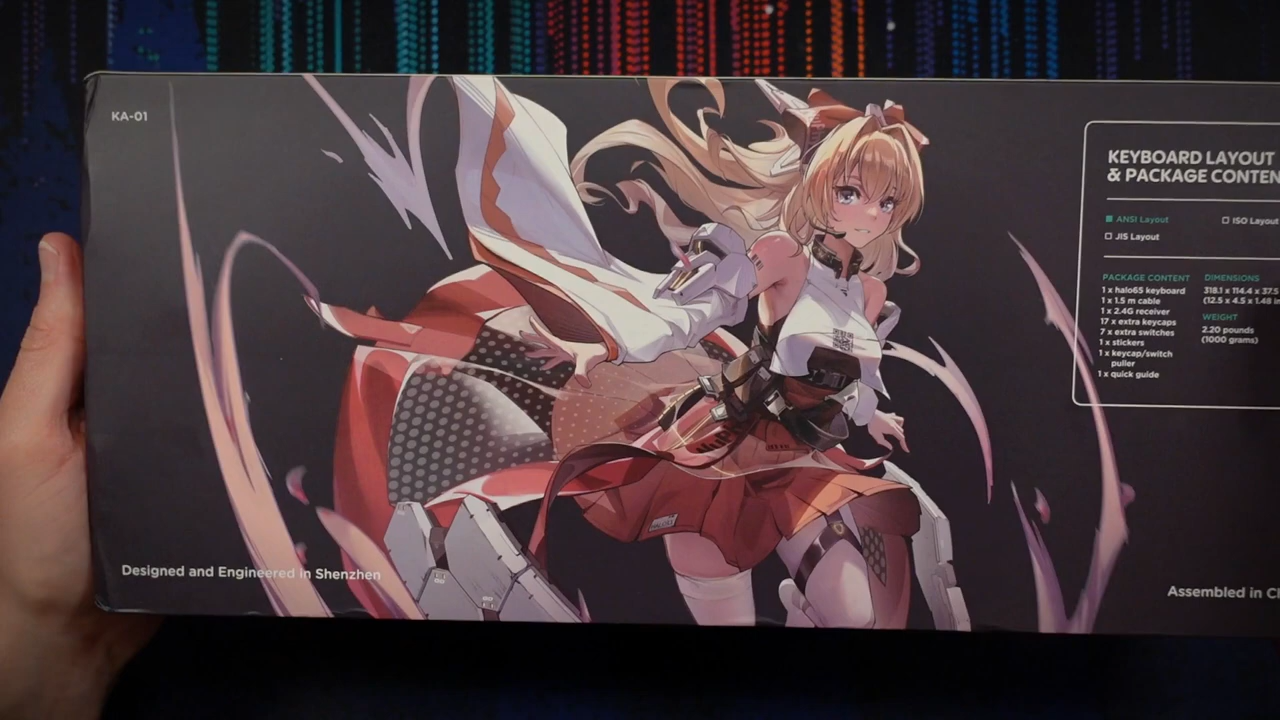 KA-01
KEYBOARD LAYOUT
& PACKAGE CONTEN
ANSI Layout
ISO Layout
JIS Layout
PACKAGE CONTENT
1 x halo65 keyboard
1 x 1.5 m cable
1 x 2.4G receiver
17 x extra keycaps
7 x extra switches
1 x stickers
1 x keycap/switch
puller
1 x quick guide
DIMENSIONS
318.1 x 114.4 x 37.5
(12.5 x 4.5 x 1.48 i
WEIGHT
2.20 pounds
(1000 grams)
Designed and Engineered in Shenzhen
Assembled in C